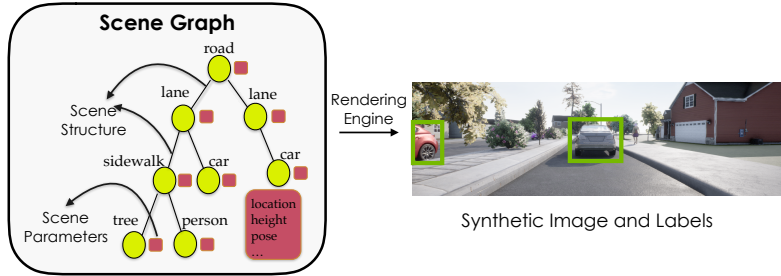 Scene Graph
road
lane
lane
Scene
Structure
Rendering
Engine
sidewalk
car
car
Scene
Parameters
tree
person
location
height
pose
...
Synthetic Image and Labels